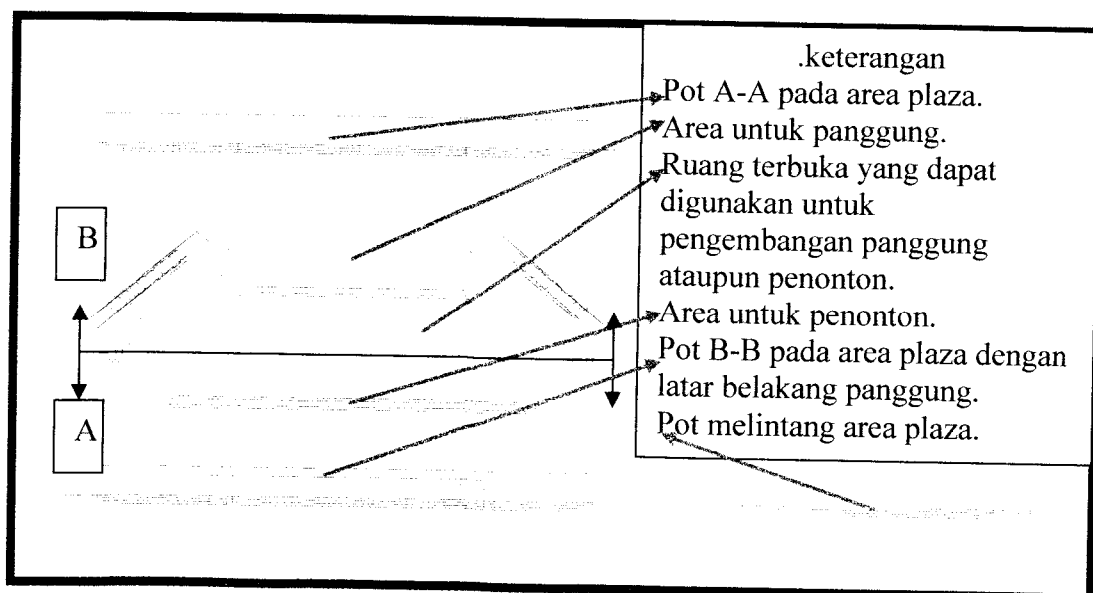 .keterangan
Pot A-A pada area plaza.
Area untuk panggung.
Ruang terbuka yang dapat
digunakan untuk
pengembangan panggung
ataupun penonton.
Area untuk penonton.
Pot B-B pada area plaza dengan
latar belakang panggung.
Pot melintang area plaza.
B
A